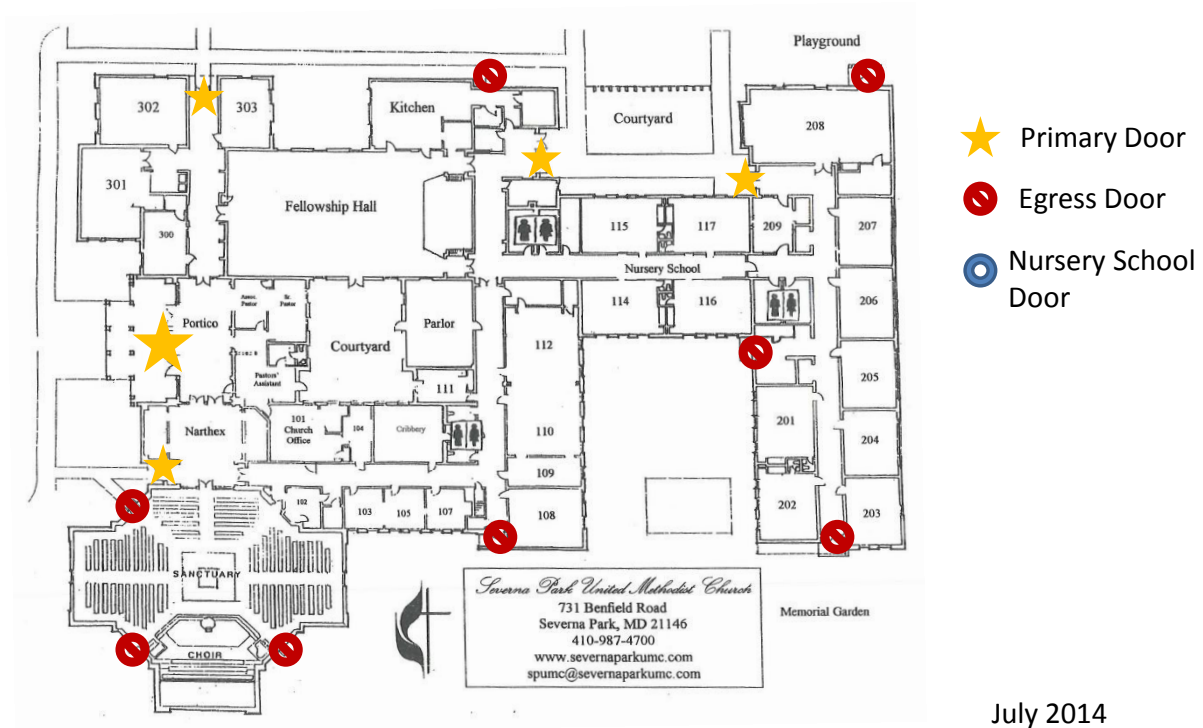 Playground
302
303
Kitchen
Courtyard
208
Primary Door
301
Fellowship Hall
Egress Door
300
115
117
209
207
Nursery School
Door
Nursery School
114
116
206
Assoc.
Pastor
Sr.
Pastor
Portico
Parlor
Courtyard
112
205
Pastors'
Assistant
111
201
Narthex
101
Church
Office
104
Cribbery
110
204
109
102
103
105
107
108
202
203
SANCTUARY
CHOIR
Severna Park United Methodist Church
731 Benfield Road
Severna Park, MD 21146
410-987-4700
www.severnaparkumc.com
spumc@severnaparkumc.com
Memorial Garden
July 2014